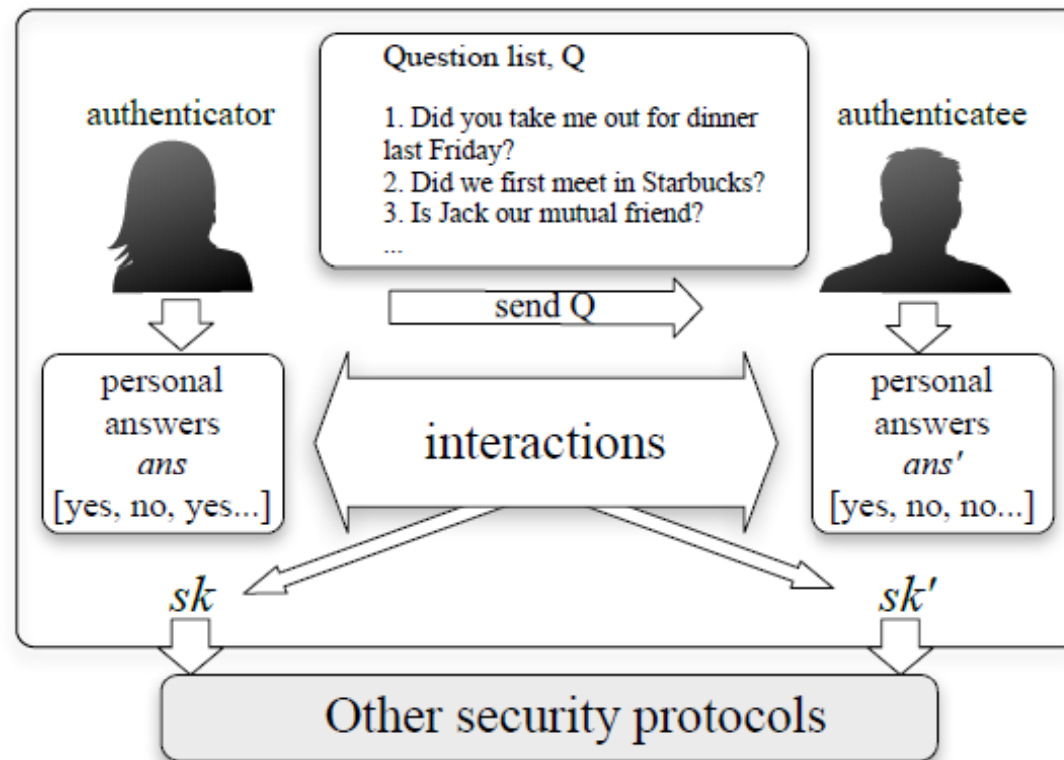 Question list, Q
authenticator
1. Did you take me out for dinner
last Friday?
2. Did we first meet in Starbucks?
3. Is Jack our mutual friend?
...
authenticatee
send Q
personal
answers
ans
[yes, no, yes...]
interactions
personal
answers
ans'
[yes, no, no...]
sk
sk'
Other security protocols